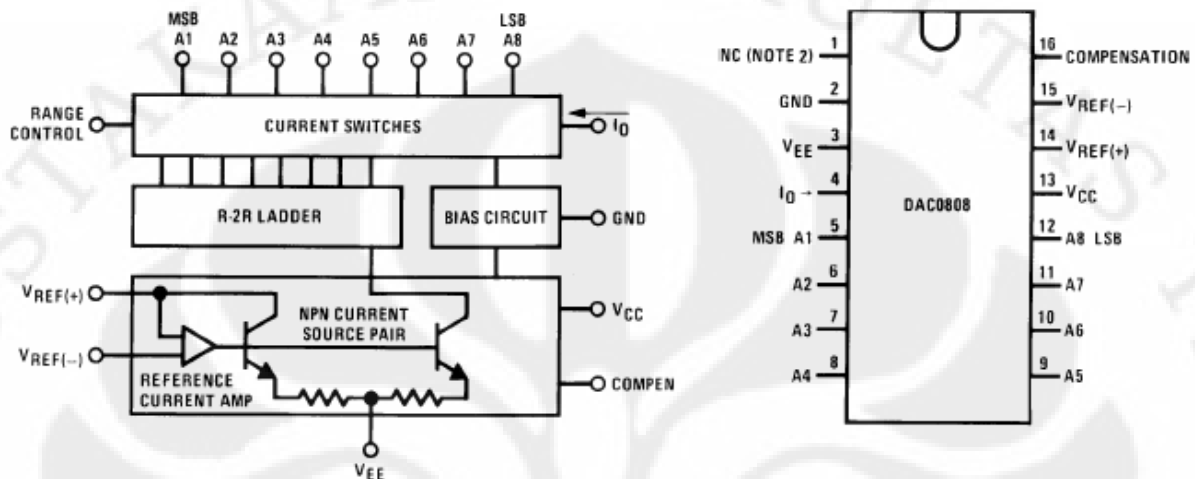 MSB
A1 A2 A3 A4 A5 A6 A7
LSB
A8
RANGE
CONTROL
CURRENT SWITCHES
I0
R-2R LADDER
BIAS CIRCUIT
GND
VREF(+)
VREF(−)
NPN CURRENT
SOURCE PAIR
REFERENCE
CURRENT AMP
VCC
COMPEN
VEE
DAC0808
NC (NOTE 2) 1
GND 2
VEE 3
I0 → 4
MSB A1 5
A2 6
A3 7
A4 8
16 COMPENSATION
15 VREF(−)
14 VREF(+)
13 VCC
12 A8 LSB
11 A7
10 A6
9 A5